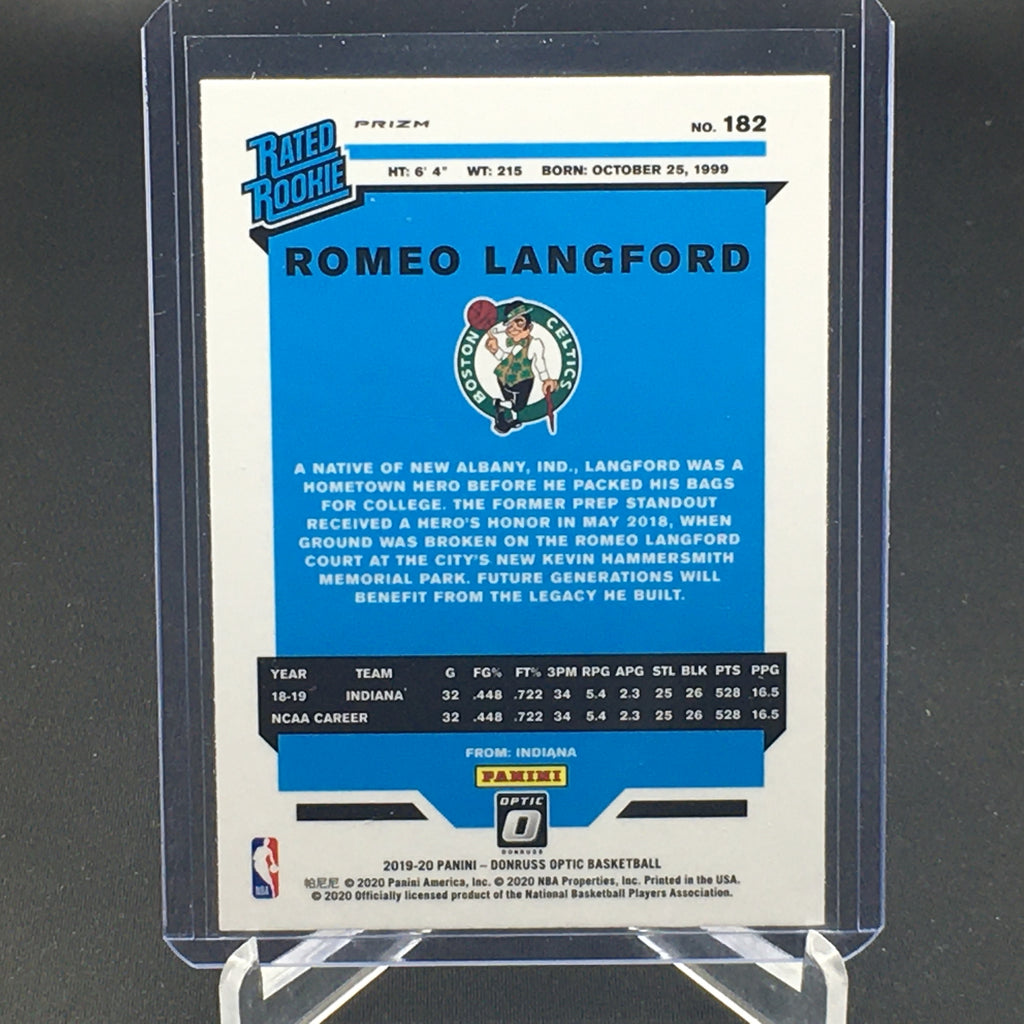 RATED
ROOKIE
PRIZM
NO. 182
HT: 6' 4" WT: 215 BORN: OCTOBER 25, 1999
ROMEO LANGFORD
BOSTON CELTICS
A NATIVE OF NEW ALBANY, IND., LANGFORD WAS A
HOMETOWN HERO BEFORE HE PACKED HIS BAGS
FOR COLLEGE. THE FORMER PREP STANDOUT
RECEIVED A HERO'S HONOR IN MAY 2018, WHEN
GROUND WAS BROKEN ON THE ROMEO LANGFORD
COURT AT THE CITY'S NEW KEVIN HAMMERSMITH
MEMORIAL PARK. FUTURE GENERATIONS WILL
BENEFIT FROM THE LEGACY HE BUILT.
YEAR TEAM G FG% FT% 3PM RPG APG STL BLK PTS PPG
18-19 INDIANA 32 .448 .722 34 5.4 2.3 25 26 528 16.5
NCAA CAREER 32 .448 .722 34 5.4 2.3 25 26 528 16.5
FROM: INDIANA
PANINI
OPTIC
O
DONRUSS
NBA
2019-20 PANINI – DONRUSS OPTIC BASKETBALL
帕尼尼 © 2020 Panini America, Inc. © 2020 NBA Properties, Inc. Printed in the USA.
© 2020 Officially licensed product of the National Basketball Players Association.